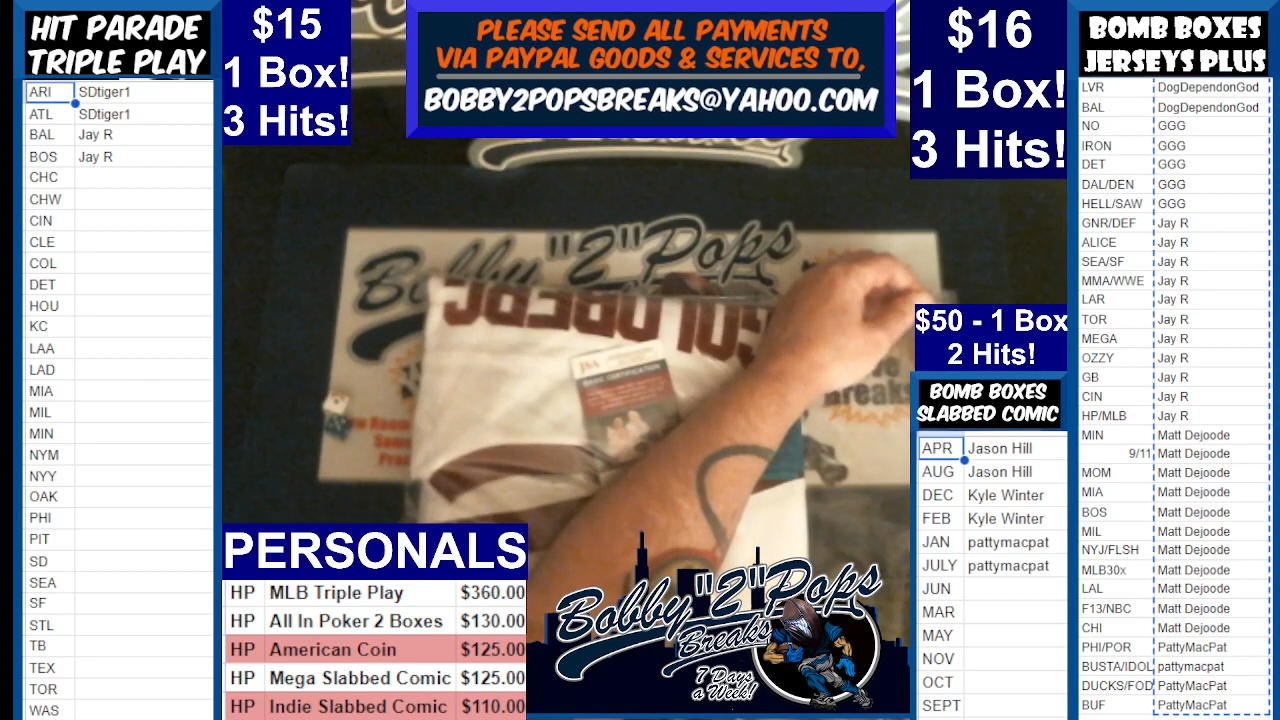 HIT PARADE
TRIPLE PLAY
ARI SDtiger1
ATL SDtiger1
BAL Jay R
BOS Jay R
CHC
CHW
CIN
CLE
COL
DET
HOU
KC
LAA
LAD
MIA
MIL
MIN
NYM
NYY
OAK
PHI
PIT
SD
SEA
SF
STL
TB
TEX
TOR
WAS
$15
1 Box!
3 Hits!
PLEASE SEND ALL PAYMENTS
VIA PAYPAL GOODS & SERVICES TO,
BOBBY2POPSBREAKS@YAHOO.COM
$16
1 Box!
3 Hits!
Bobby "2" Pops
JSA
BASIC CERTIFICATION
Breaks
PERSONALS
HP MLB Triple Play $360.00
HP All In Poker 2 Boxes $130.00
HP American Coin $125.00
HP Mega Slabbed Comic $125.00
HP Indie Slabbed Comic $110.00
Bobby "2" Pops
Breaks
7 Days
a Week!
$50 - 1 Box
2 Hits!
BOMB BOXES
SLABBED COMIC
APR Jason Hill
AUG Jason Hill
DEC Kyle Winter
FEB Kyle Winter
JAN pattymacpat
JULY pattymacpat
JUN
MAR
MAY
NOV
OCT
SEPT
BOMB BOXES
JERSEYS PLUS
LVR DogDependonGod
BAL DogDependonGod
NO GGG
IRON GGG
DET GGG
DAL/DEN GGG
HELL/SAW GGG
GNR/DEF Jay R
ALICE Jay R
SEA/SF Jay R
MMA/WWE Jay R
LAR Jay R
TOR Jay R
MEGA Jay R
OZZY Jay R
GB Jay R
CIN Jay R
HP/MLB Jay R
MIN Matt Dejoode
9/11 Matt Dejoode
MOM Matt Dejoode
MIA Matt Dejoode
BOS Matt Dejoode
MIL Matt Dejoode
NYJ/FLSH Matt Dejoode
MLB30x Matt Dejoode
LAL Matt Dejoode
F13/NBC Matt Dejoode
CHI Matt Dejoode
PHI/POR PattyMacPat
BUSTA/IDOL pattymacpat
DUCKS/FOD PattyMacPat
BUF PattyMacPat